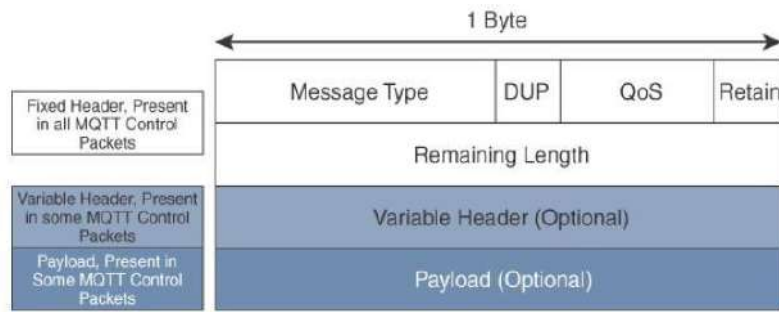 1 Byte
Message Type DUP QoS Retain
Fixed Header, Present
in all MQTT Control
Packets
Remaining Length
Variable Header, Present
in some MQTT Control
Packets
Variable Header (Optional)
Payload, Present in
Some MQTT Control
Packets
Payload (Optional)